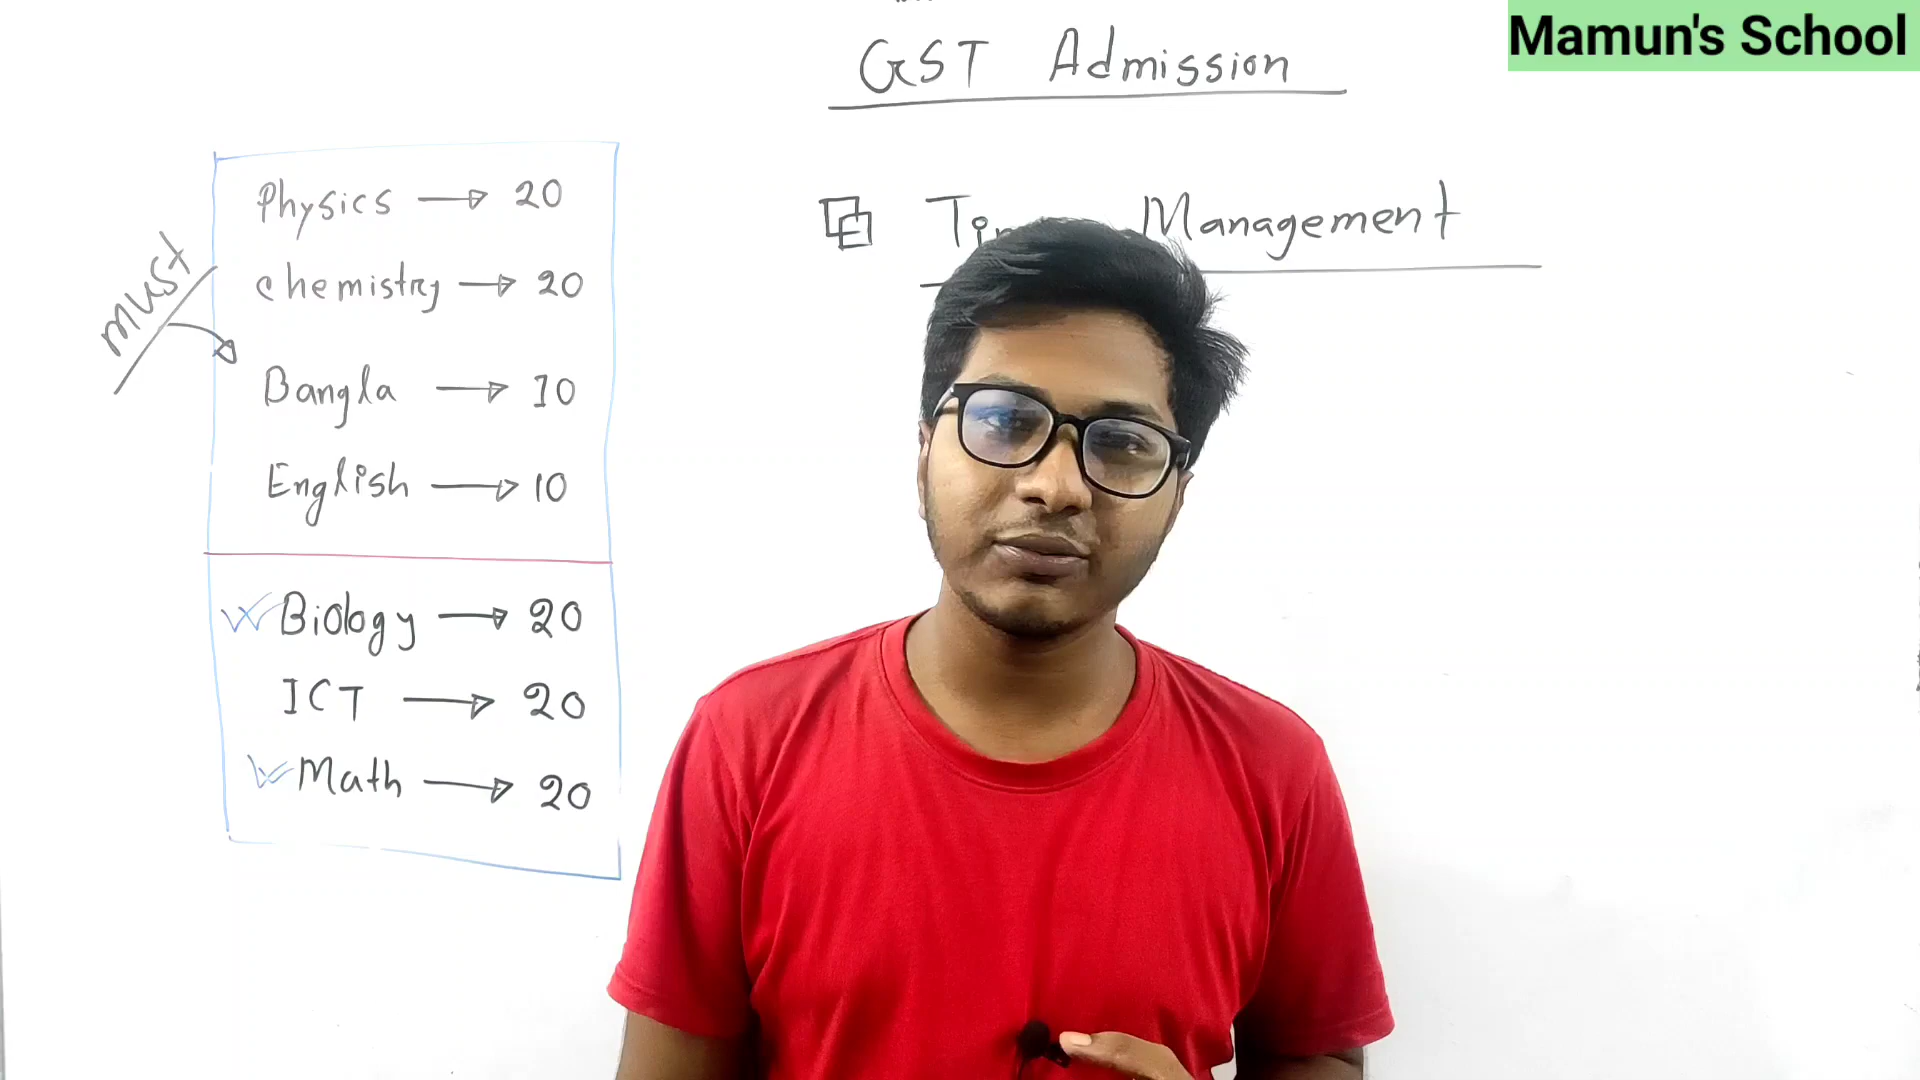 Mamun's School
GST Admission
Management
must
Physics → 20
chemistry → 20
Bangla → 10
English → 10
Biology → 20
ICT → 20
Math → 20